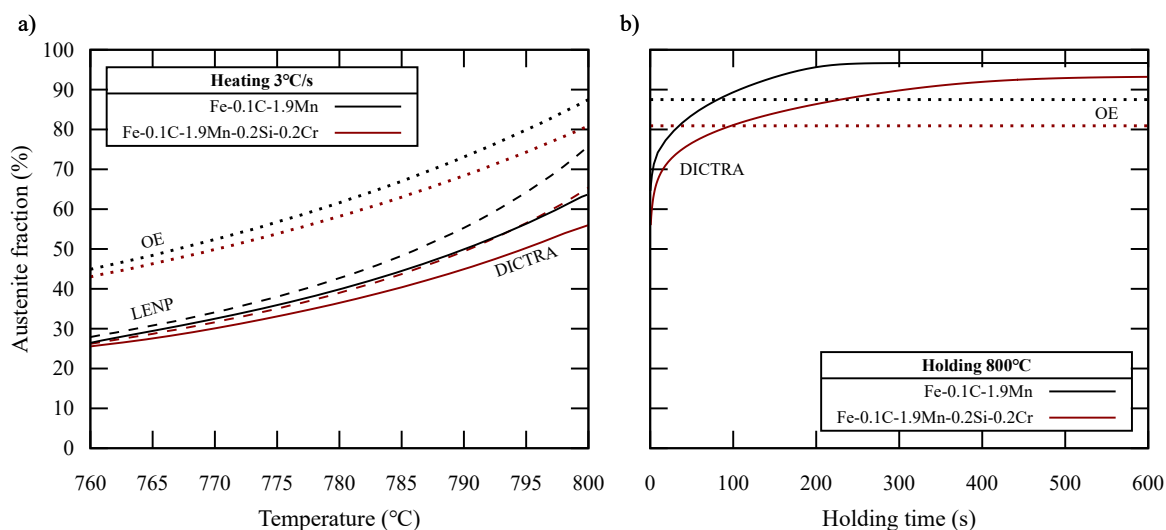 a)
100
90
80
70
60
50
40
30
20
10
0
Austenite fraction (%)
Heating 3°C/s
Fe-0.1C-1.9Mn
Fe-0.1C-1.9Mn-0.2Si-0.2Cr
OE
LENP
DICTRA
760 765 770 775 780 785 790 795 800
Temperature (°C)
b)
OE
DICTRA
Holding 800°C
Fe-0.1C-1.9Mn
Fe-0.1C-1.9Mn-0.2Si-0.2Cr
0 100 200 300 400 500 600
Holding time (s)